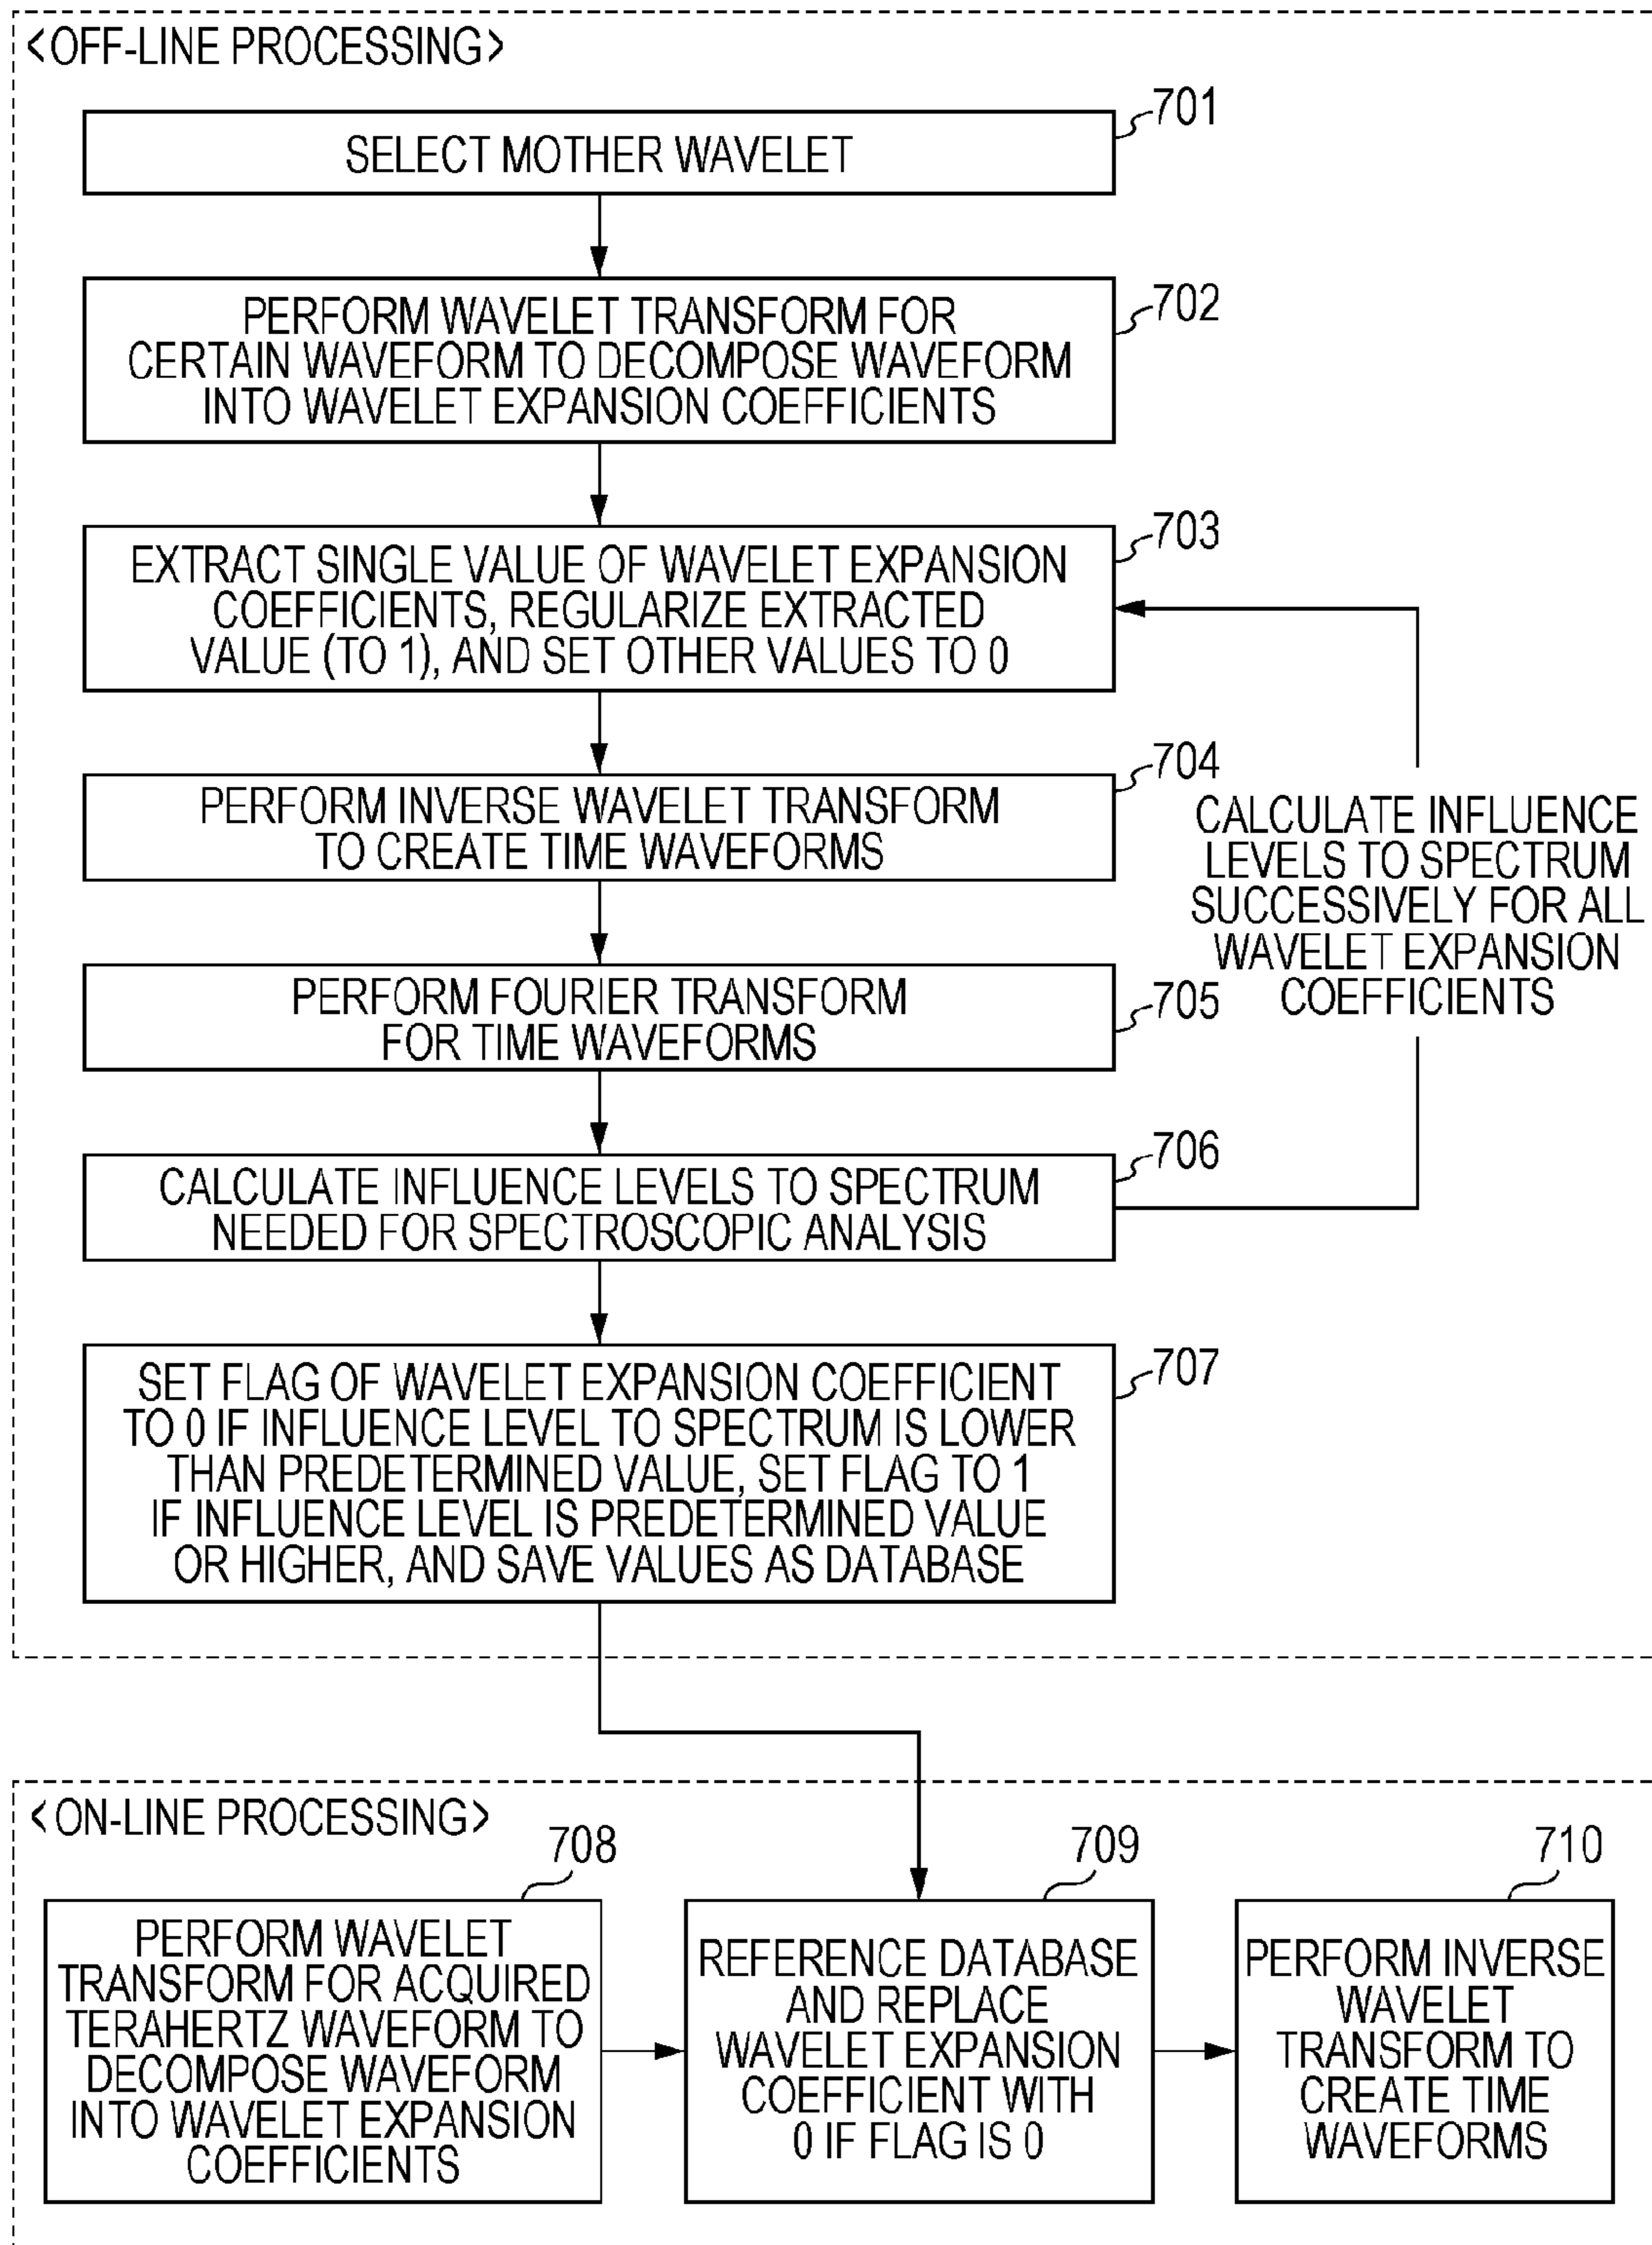 <OFF-LINE PROCESSING>
701
SELECT MOTHER WAVELET
702
PERFORM WAVELET TRANSFORM FOR
CERTAIN WAVEFORM TO DECOMPOSE WAVEFORM
INTO WAVELET EXPANSION COEFFICIENTS
703
EXTRACT SINGLE VALUE OF WAVELET EXPANSION
COEFFICIENTS, REGULARIZE EXTRACTED
VALUE (TO 1), AND SET OTHER VALUES TO 0
704
PERFORM INVERSE WAVELET TRANSFORM
TO CREATE TIME WAVEFORMS
CALCULATE INFLUENCE
LEVELS TO SPECTRUM
SUCCESSIVELY FOR ALL
WAVELET EXPANSION
COEFFICIENTS
705
PERFORM FOURIER TRANSFORM
FOR TIME WAVEFORMS
706
CALCULATE INFLUENCE LEVELS TO SPECTRUM
NEEDED FOR SPECTROSCOPIC ANALYSIS
707
SET FLAG OF WAVELET EXPANSION COEFFICIENT
TO 0 IF INFLUENCE LEVEL TO SPECTRUM IS LOWER
THAN PREDETERMINED VALUE, SET FLAG TO 1
IF INFLUENCE LEVEL IS PREDETERMINED VALUE
OR HIGHER, AND SAVE VALUES AS DATABASE
<ON-LINE PROCESSING>
708
PERFORM WAVELET
TRANSFORM FOR ACQUIRED
TERAHERTZ WAVEFORM TO
DECOMPOSE WAVEFORM
INTO WAVELET EXPANSION
COEFFICIENTS
709
REFERENCE DATABASE
AND REPLACE
WAVELET EXPANSION
COEFFICIENT WITH
0 IF FLAG IS 0
710
PERFORM INVERSE
WAVELET
TRANSFORM TO
CREATE TIME
WAVEFORMS